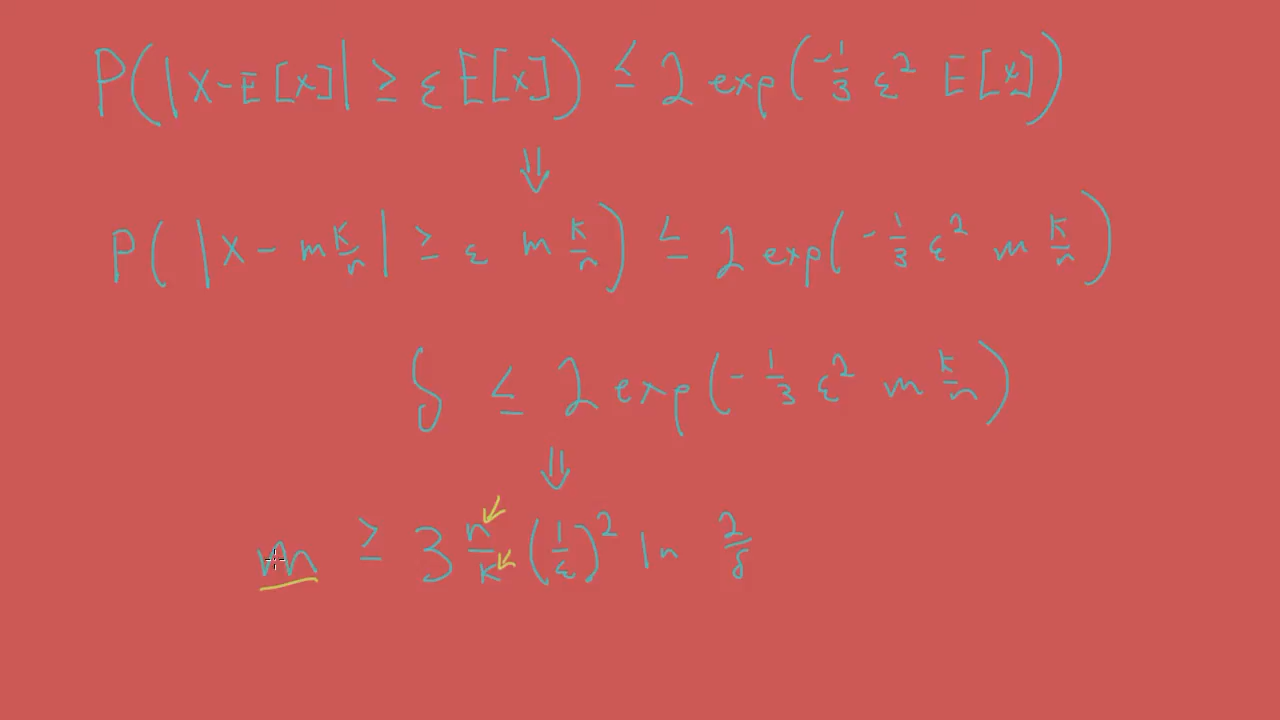 P(|X-E[x]| ≥ εE[x]) ≤ 2 exp(-1/3 ε² E[x])
⇓
P(|X - m k/n| ≥ ε m k/n) ≤ 2 exp(-1/3 ε² m k/n)
δ ≤ 2 exp(-1/3 ε² m k/n)
⇓
m ≥ 3 n/k (1/ε)² ln 2/δ